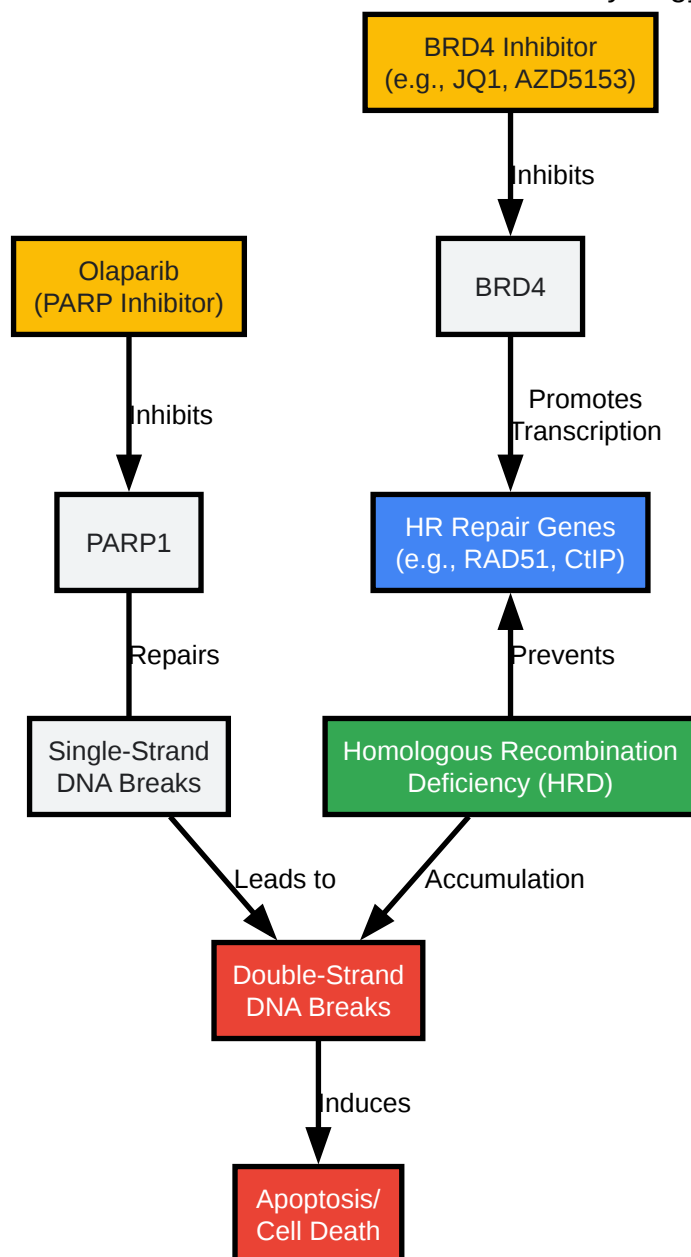 BRD4 Inhibitor
(e.g., JQ1, AZD5153)
Inhibits
Olaparib
(PARP Inhibitor)
BRD4
Inhibits
Promotes
Transcription
PARP1
HR Repair Genes
(e.g., RAD51, CtIP)
Repairs
Prevents
Single-Strand
DNA Breaks
Homologous Recombination
Deficiency (HRD)
Leads to
Accumulation
Double-Strand
DNA Breaks
Induces
Apoptosis/
Cell Death